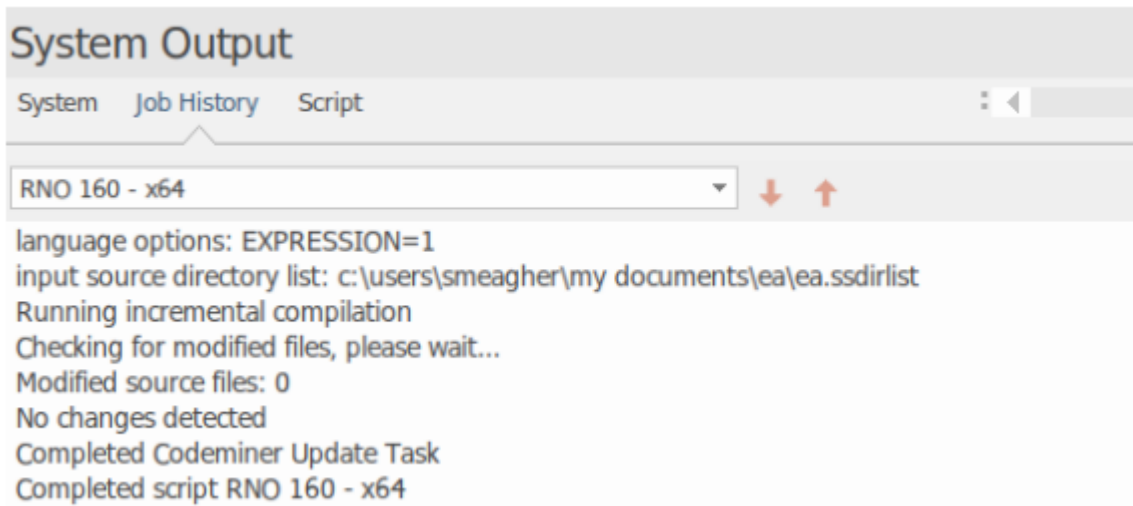 System Output
System Job History Script
RNO 160 - x64
language options: EXPRESSION=1
input source directory list: c:\users\smeagher\my documents\ea\ea.ssdirlist
Running incremental compilation
Checking for modified files, please wait...
Modified source files: 0
No changes detected
Completed Codeminer Update Task
Completed script RNO 160 - x64